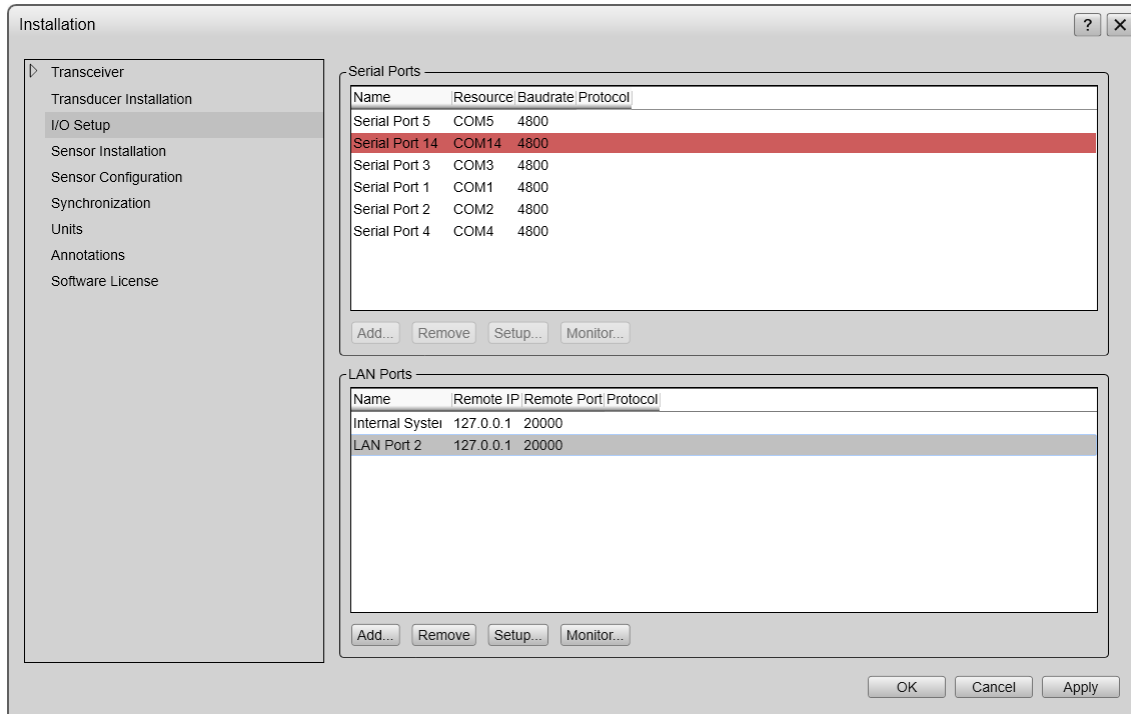 Installation
?
Transceiver
Transducer Installation
I/O Setup
Sensor Installation
Sensor Configuration
Synchronization
Units
Annotations
Software License
Serial Ports
Name Resource Baudrate Protocol
Serial Port 5 COM5 4800
Serial Port 14 COM14 4800
Serial Port 3 COM3 4800
Serial Port 1 COM1 4800
Serial Port 2 COM2 4800
Serial Port 4 COM4 4800
Add... Remove Setup... Monitor...
LAN Ports
Name Remote IP Remote Port Protocol
Internal Syster 127.0.0.1 20000
LAN Port 2 127.0.0.1 20000
Add... Remove Setup... Monitor...
OK Cancel Apply